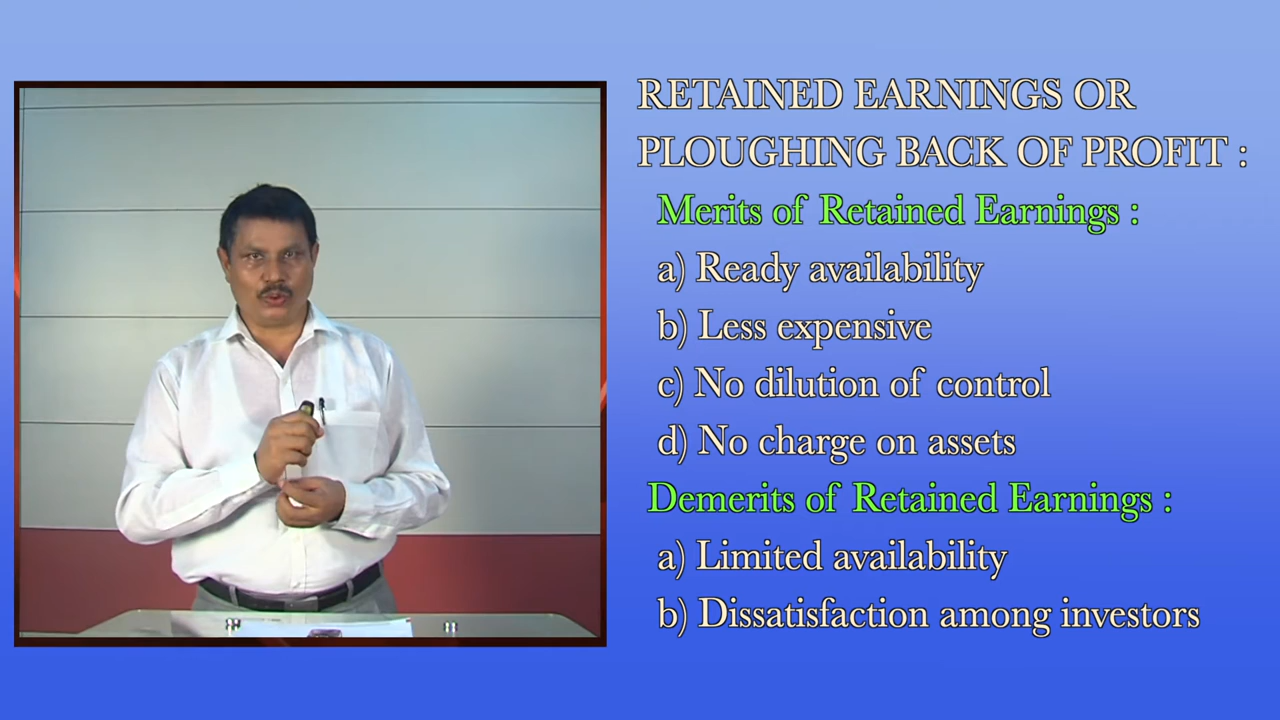 RETAINED EARNINGS OR
PLOUGHING BACK OF PROFIT :
Merits of Retained Earnings :
a) Ready availability
b) Less expensive
c) No dilution of control
d) No charge on assets
Demerits of Retained Earnings :
a) Limited availability
b) Dissatisfaction among investors